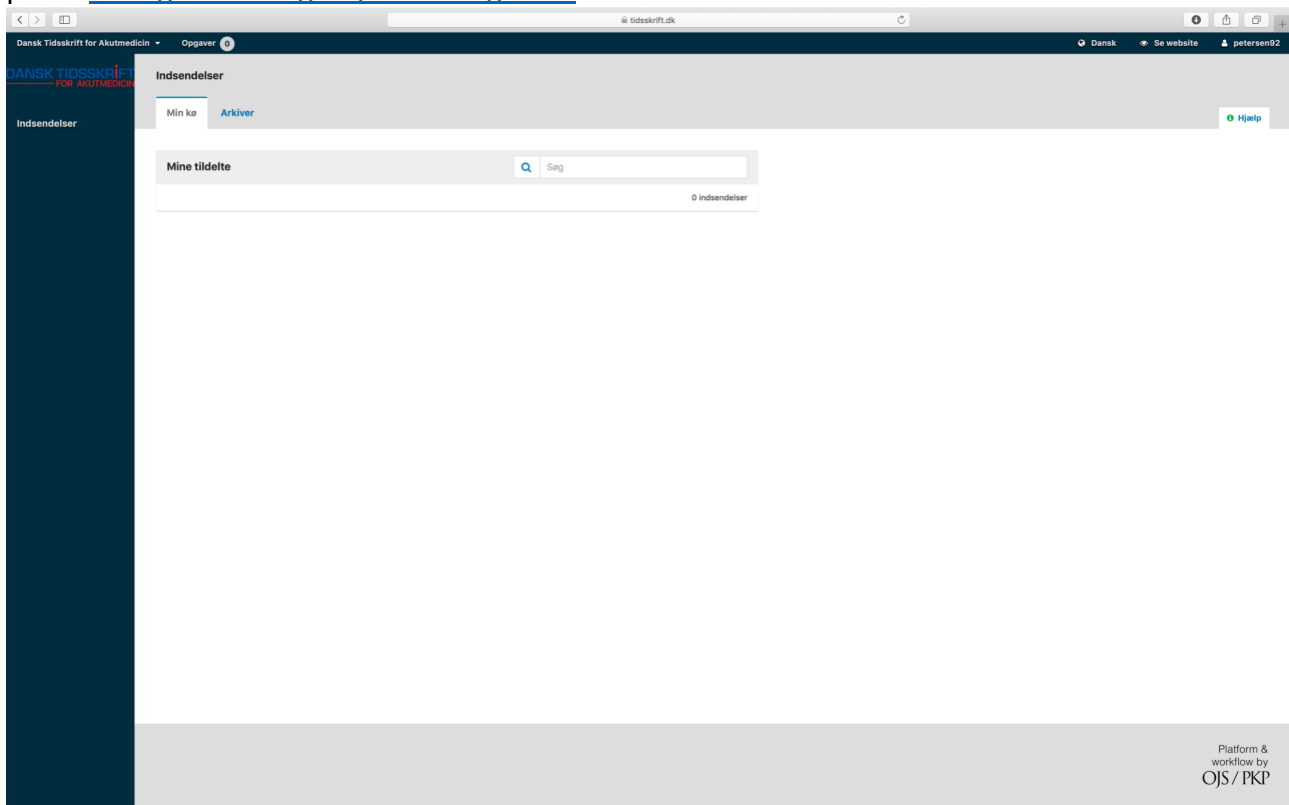 tidsskrift.dk
Dansk Tidsskrift for Akutmedicin Opgaver 0 Dansk Se website petersen92
DANSK TIDSSKRIFT
FOR AKUTMEDICIN
Indsendelser
Min kø Arkiver
Hjælp
Indsendelser
Mine tildelte Søg
0 indsendelser
Platform &
workflow by
OJS / PKP